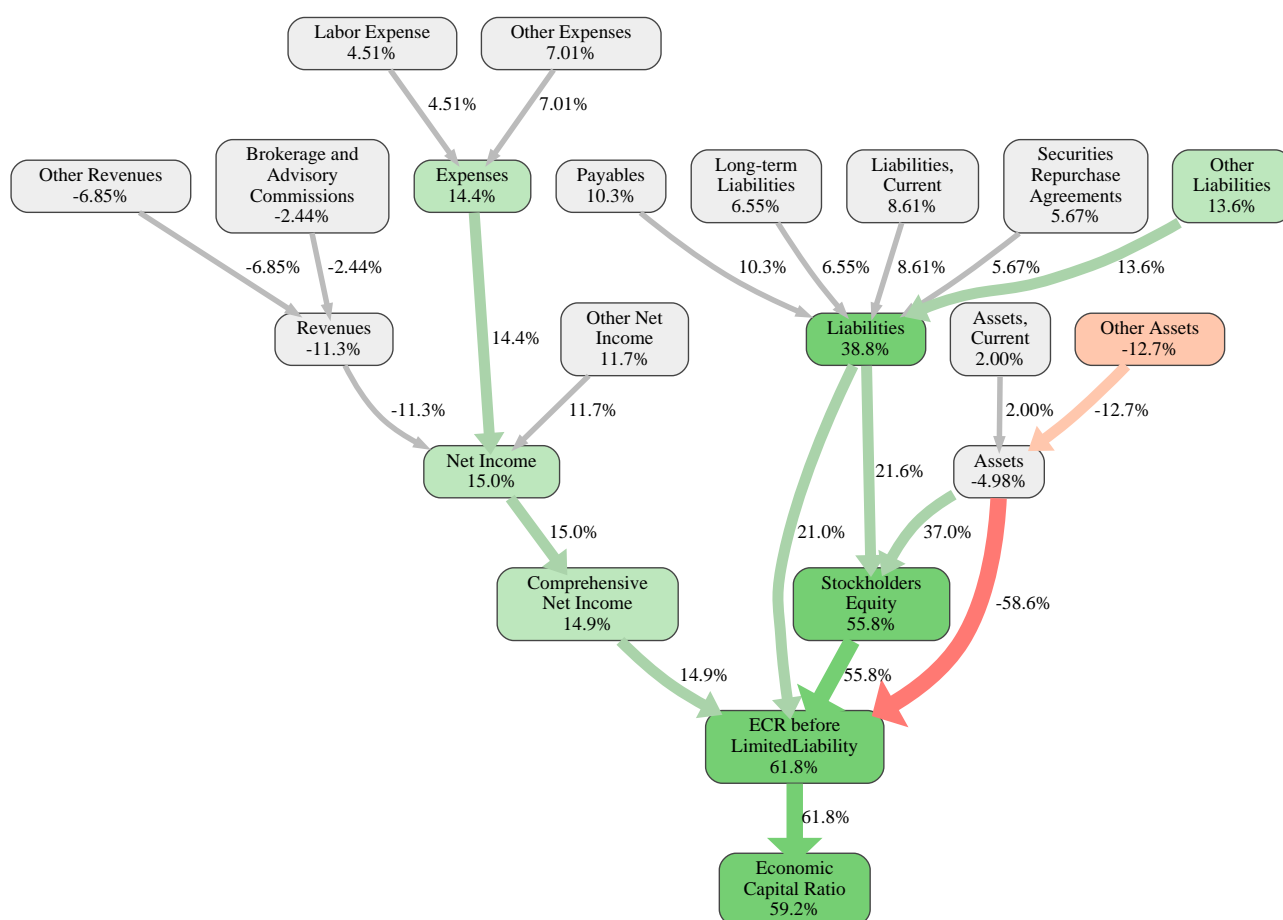 Labor Expense
4.51%
Other Expenses
7.01%
4.51%
7.01%
Other Revenues
-6.85%
Brokerage and
Advisory
Commissions
-2.44%
Expenses
14.4%
Payables
10.3%
Long-term
Liabilities
6.55%
Liabilities,
Current
8.61%
Securities
Repurchase
Agreements
5.67%
Other
Liabilities
13.6%
-6.85%
-2.44%
10.3%
6.55%
8.61%
5.67%
13.6%
Revenues
-11.3%
14.4%
Other Net
Income
11.7%
Liabilities
38.8%
Assets,
Current
2.00%
Other Assets
-12.7%
-11.3%
11.7%
2.00%
-12.7%
Net Income
15.0%
21.6%
Assets
-4.98%
15.0%
21.0%
37.0%
Comprehensive
Net Income
14.9%
Stockholders
Equity
55.8%
-58.6%
14.9%
55.8%
ECR before
LimitedLiability
61.8%
61.8%
Economic
Capital Ratio
59.2%